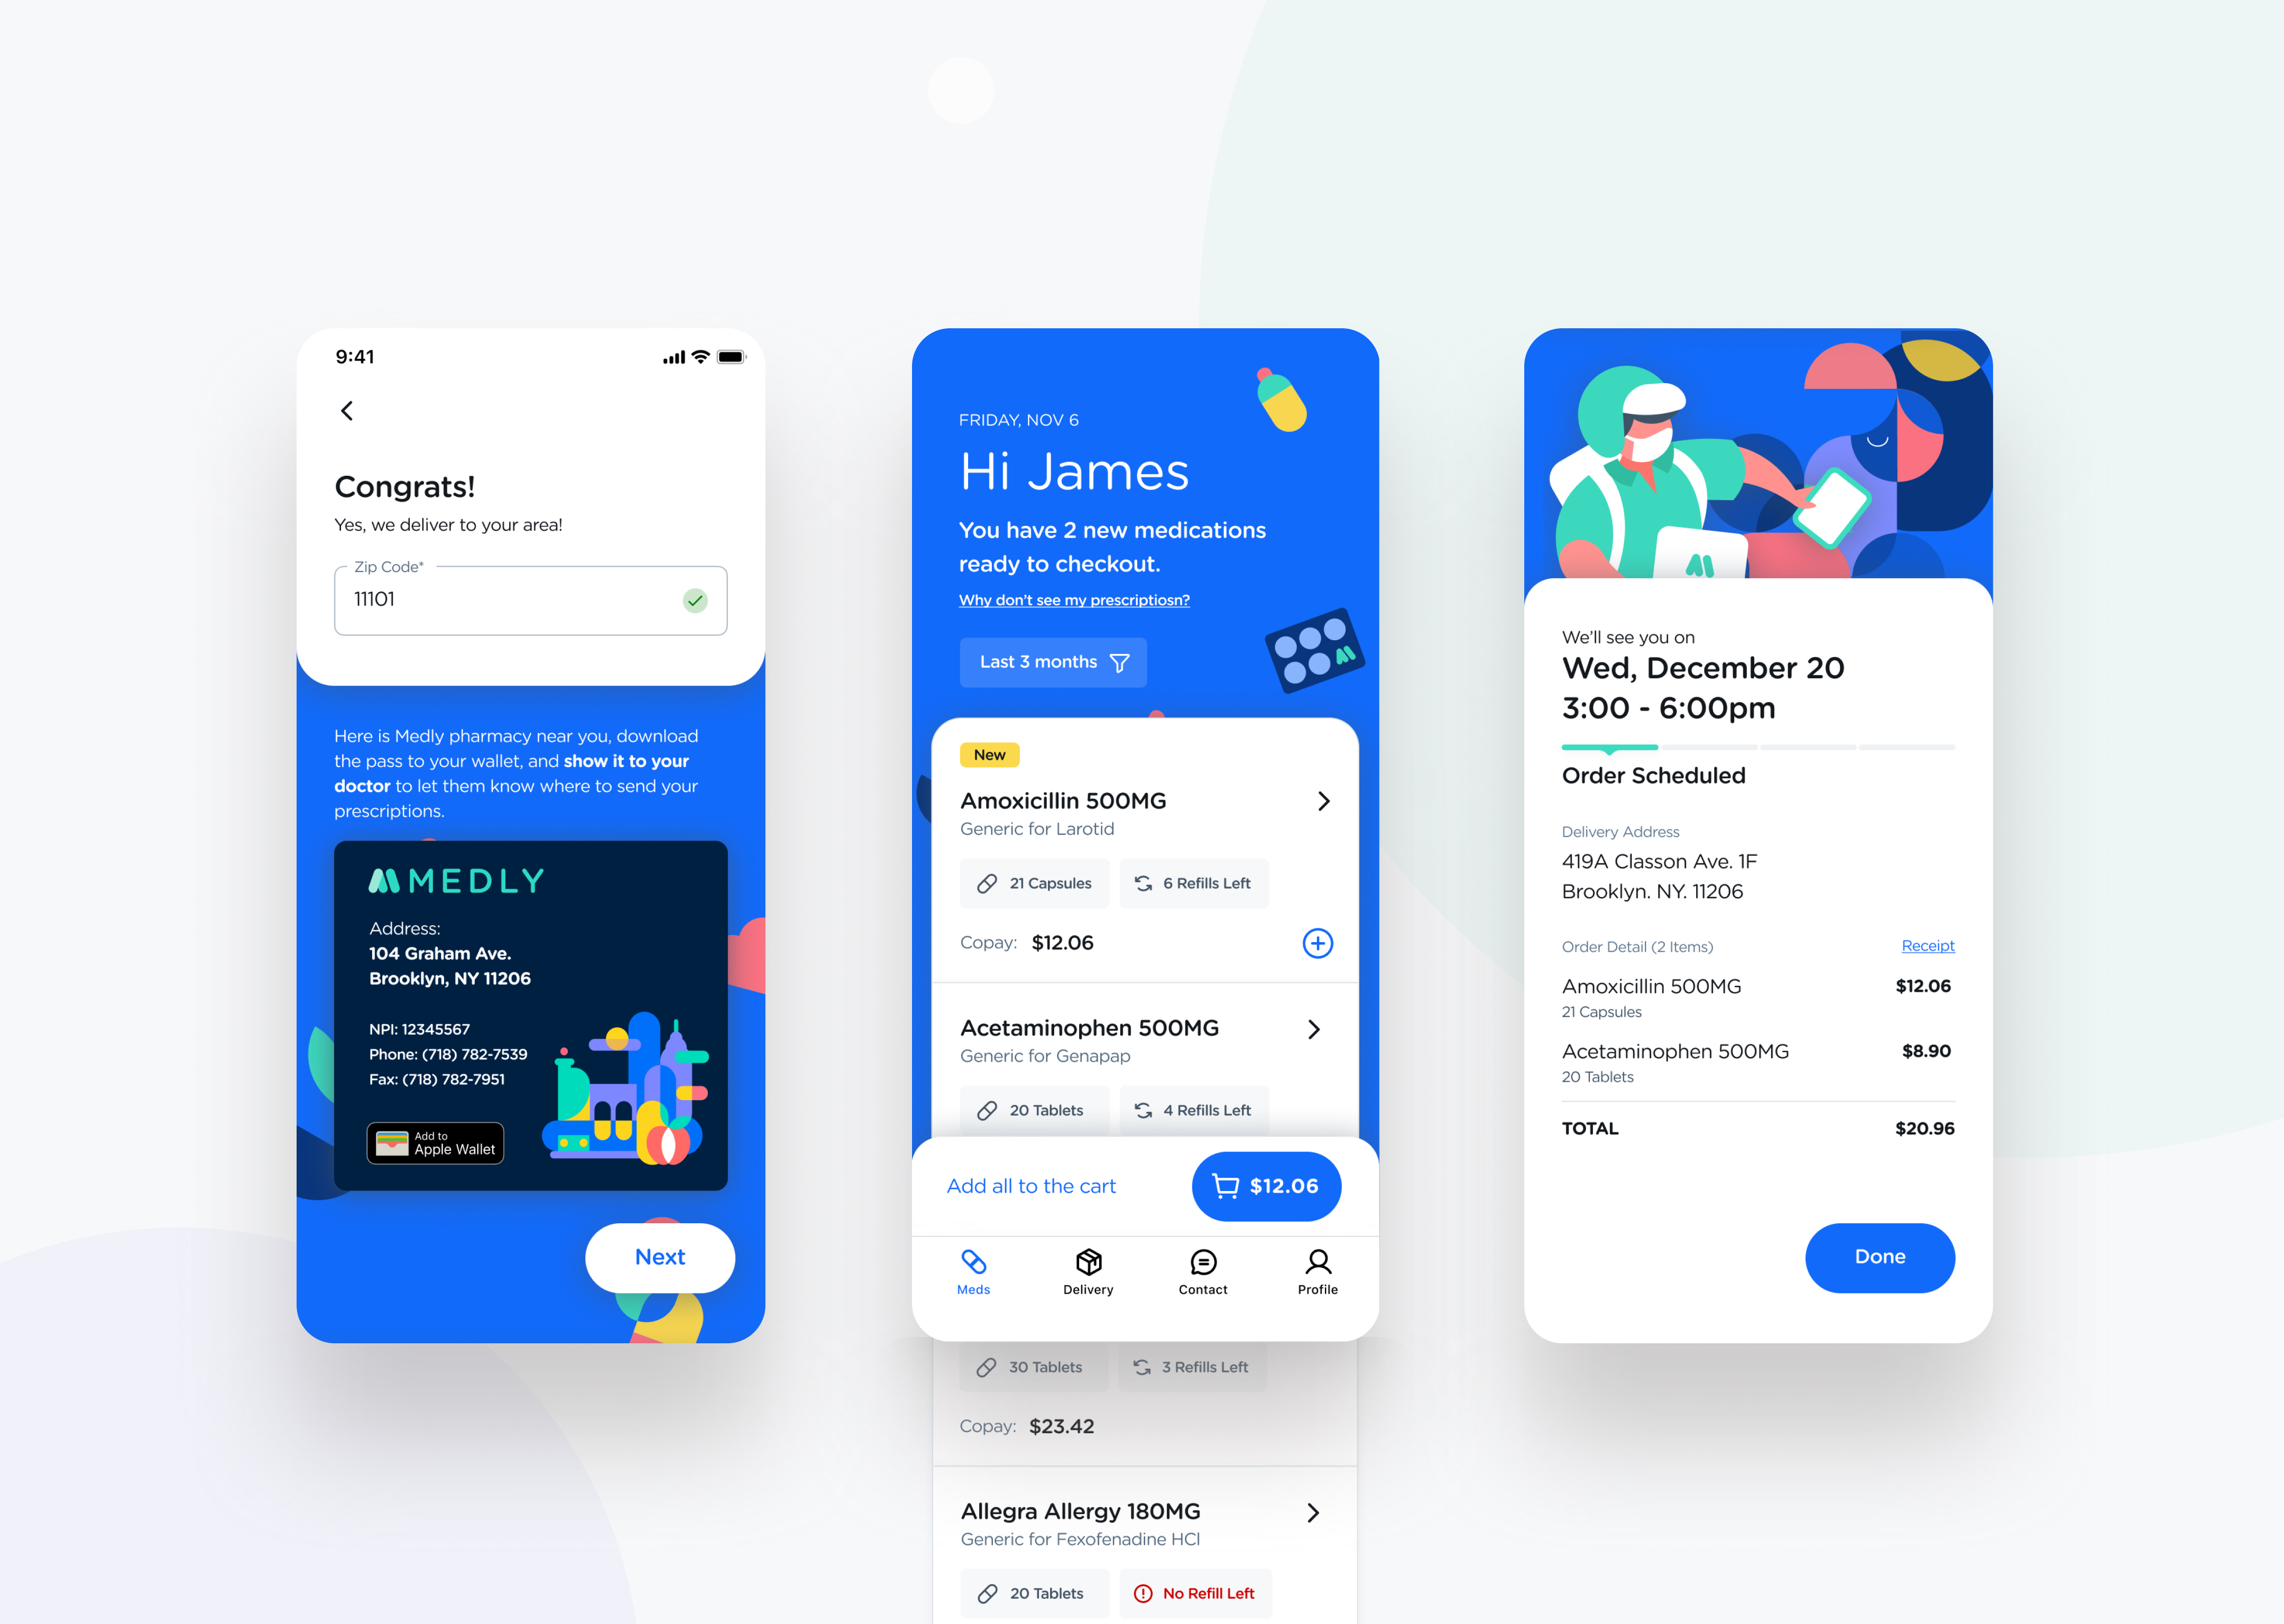 9:41
Congrats!
Yes, we deliver to your area!
Zip Code*
11101
Here is Medly pharmacy near you, download
the pass to your wallet, and show it to your
doctor to let them know where to send your
prescriptions.
MEDLY
Address:
104 Graham Ave.
Brooklyn, NY 11206
NPI: 12345567
Phone: (718) 782-7539
Fax: (718) 782-7951
Add to
Apple Wallet
Next
FRIDAY, NOV 6
Hi James
You have 2 new medications
ready to checkout.
Why don't see my prescriptiosn?
Last 3 months
New
Amoxicillin 500MG
Generic for Larotid
21 Capsules
6 Refills Left
Copay: $12.06
Acetaminophen 500MG
Generic for Genapap
20 Tablets
4 Refills Left
Add all to the cart
$12.06
Meds
Delivery
Contact
Profile
30 Tablets
3 Refills Left
Copay: $23.42
Allegra Allergy 180MG
Generic for Fexofenadine HCl
20 Tablets
No Refill Left
We'll see you on
Wed, December 20
3:00 - 6:00pm
Order Scheduled
Delivery Address
419A Classon Ave. 1F
Brooklyn. NY. 11206
Order Detail (2 Items)
Receipt
Amoxicillin 500MG
$12.06
21 Capsules
Acetaminophen 500MG
$8.90
20 Tablets
TOTAL
$20.96
Done